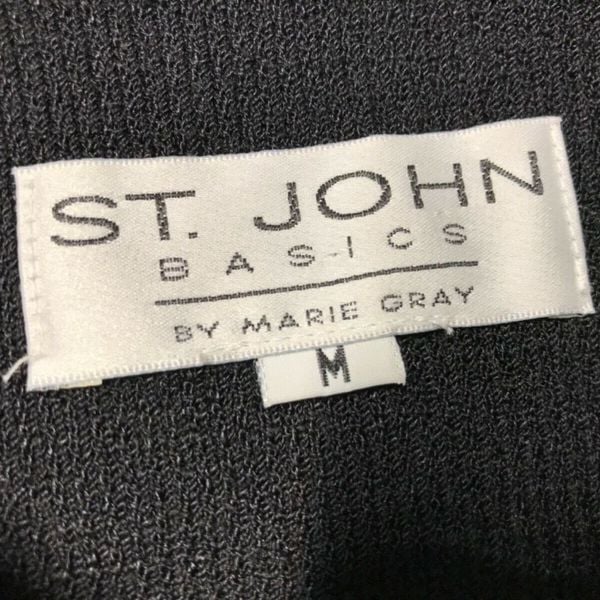 ST. JOHN
BASICS
BY MARIE GRAY
M